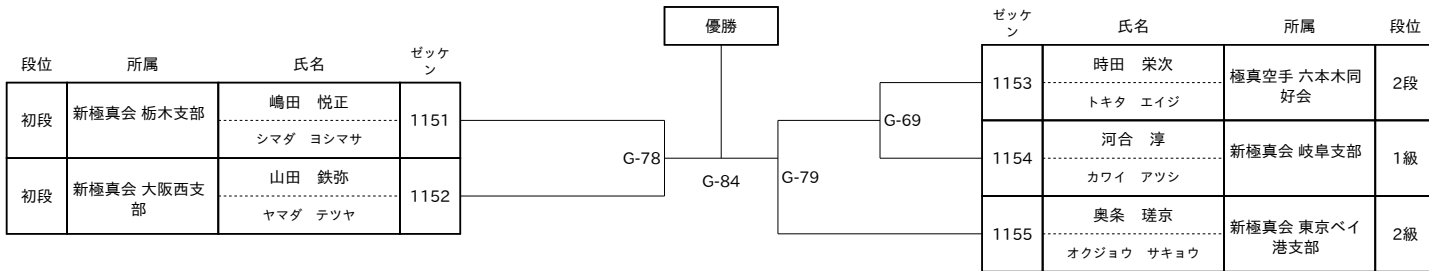 優勝
段位 所属 氏名 ゼッケ
ン
初段 新極真会 栃木支部 嶋田 悦正 1151
シマダ ヨシマサ
初段 新極真会 大阪西支
部 山田 鉄弥 1152
ヤマダ テツヤ
G-78
G-84
G-79
G-69
ゼッケ
ン 氏名 所属 段位
1153 時田 栄次 極真空手 六本木同
好会 2段
トキタ エイジ
1154 河合 淳 新極真会 岐阜支部 1級
カワイ アツシ
1155 奥条 瑳京 新極真会 東京ベイ
港支部 2級
オクジョウ サキョウ